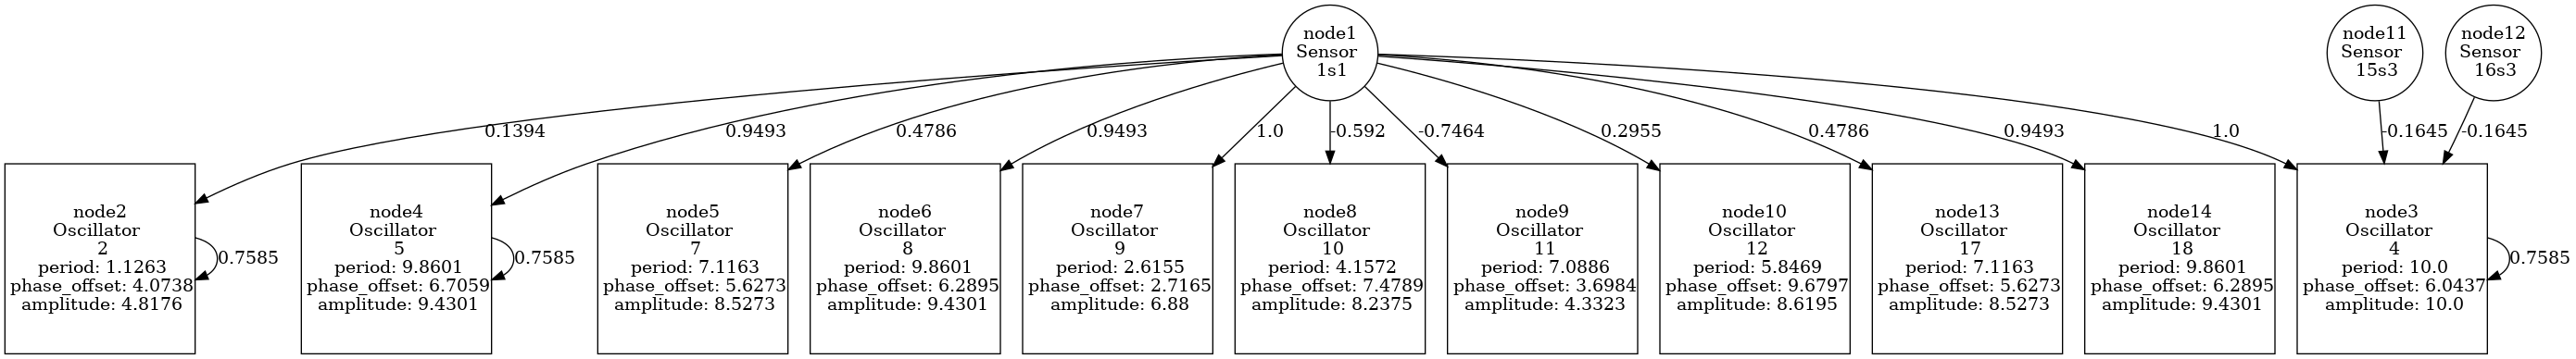 node1
Sensor
1s1
node11
Sensor
15s3
node12
Sensor
16s3
0.1394
0.9493
0.4786
0.9493
1.0
-0.592
-0.7464
0.2955
0.4786
0.9493
1.0
-0.1645
-0.1645
node2
Oscillator
2
period: 1.1263
phase_offset: 4.0738
amplitude: 4.8176
0.7585
node4
Oscillator
5
period: 9.8601
phase_offset: 6.7059
amplitude: 9.4301
0.7585
node5
Oscillator
7
period: 7.1163
phase_offset: 5.6273
amplitude: 8.5273
node6
Oscillator
8
period: 9.8601
phase_offset: 6.2895
amplitude: 9.4301
node7
Oscillator
9
period: 2.6155
phase_offset: 2.7165
amplitude: 6.88
node8
Oscillator
10
period: 4.1572
phase_offset: 7.4789
amplitude: 8.2375
node9
Oscillator
11
period: 7.0886
phase_offset: 3.6984
amplitude: 4.3323
node10
Oscillator
12
period: 5.8469
phase_offset: 9.6797
amplitude: 8.6195
node13
Oscillator
17
period: 7.1163
phase_offset: 5.6273
amplitude: 8.5273
node14
Oscillator
18
period: 9.8601
phase_offset: 6.2895
amplitude: 9.4301
node3
Oscillator
4
period: 10.0
phase_offset: 6.0437
amplitude: 10.0
0.7585